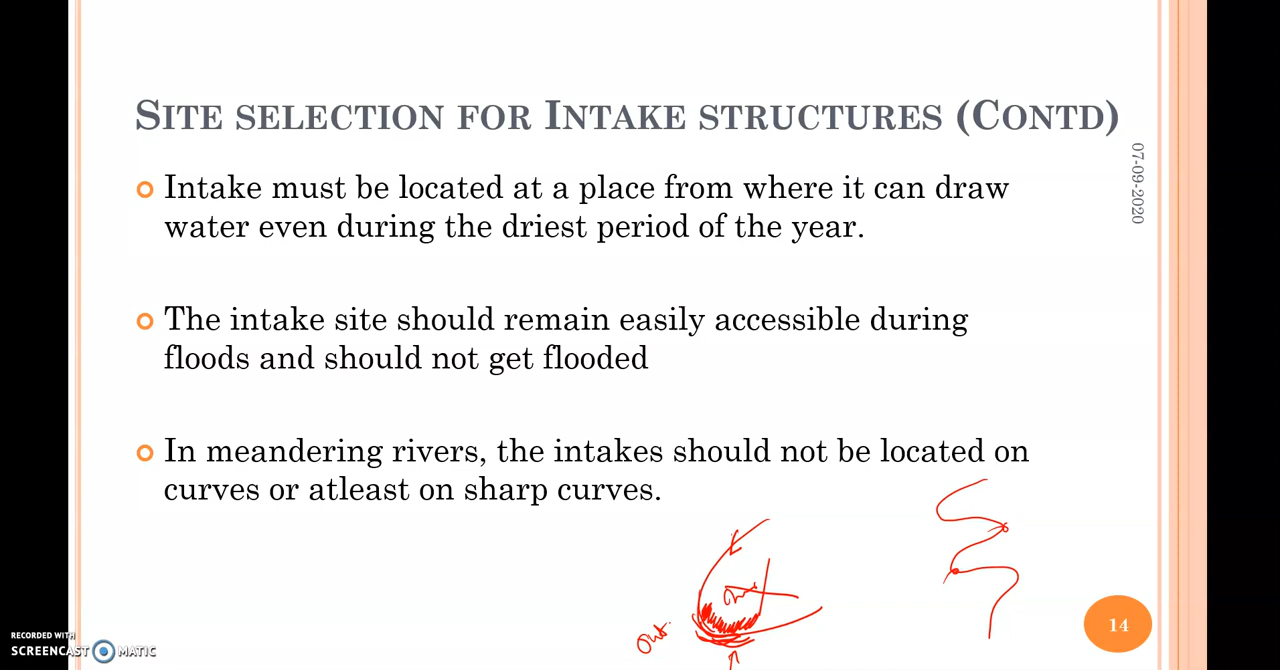 SITE SELECTION FOR INTAKE STRUCTURES (CONTD)
07-09-2020
Intake must be located at a place from where it can draw
water even during the driest period of the year.
The intake site should remain easily accessible during
floods and should not get flooded
In meandering rivers, the intakes should not be located on
curves or atleast on sharp curves.
out.
14
RECORDED WITH
SCREENCAST MATIC